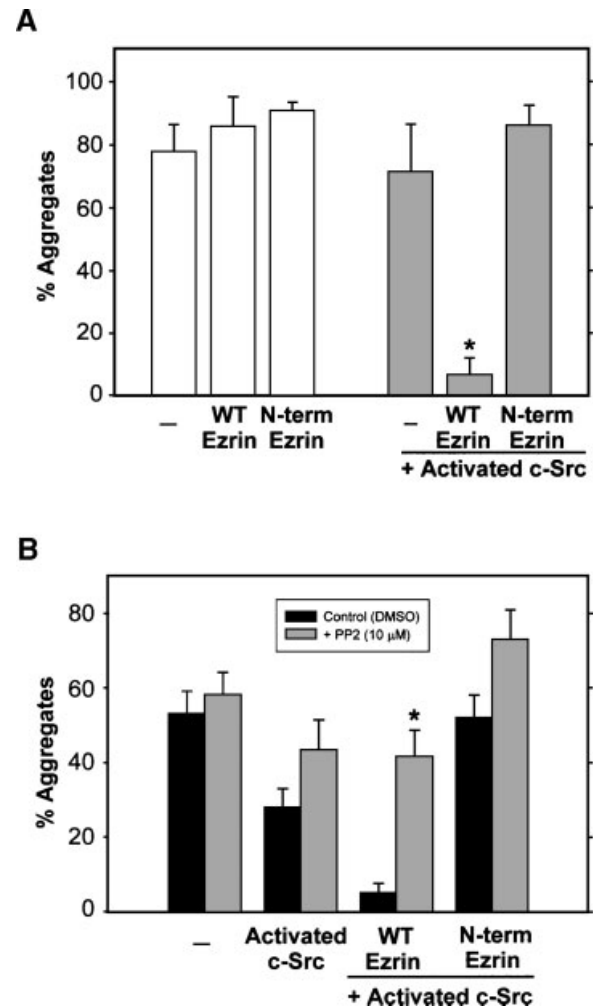 A
% Aggregates
100
80
60
40
20
0
–
WT
Ezrin
N-term
Ezrin
–
WT
Ezrin
N-term
Ezrin
*
+ Activated c-Src
B
% Aggregates
80
60
40
20
0
Control (DMSO)
+ PP2 (10 μM)
*
–
Activated
c-Src
WT
Ezrin
N-term
Ezrin
+ Activated c-Src